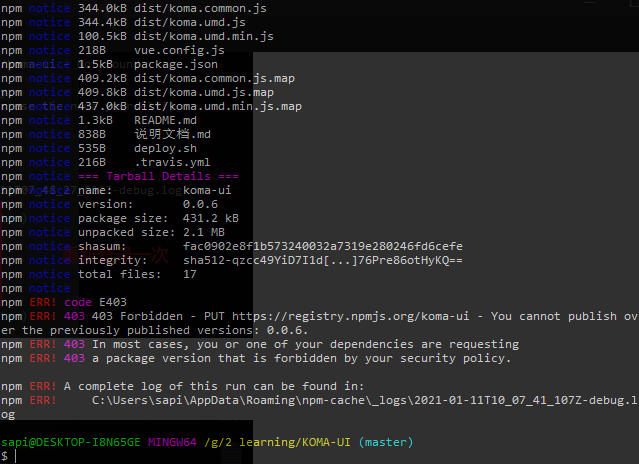 npm notice 344.0kB dist/koma.common.js
npm notice 344.4kB dist/koma.umd.js
npm notice 100.5kB dist/koma.umd.min.js
npm notice 218B    vue.config.js
npm notice 1.5kB   package.json
npm notice 409.2kB dist/koma.common.js.map
npm notice 409.8kB dist/koma.umd.js.map
npm notice 437.0kB dist/koma.umd.min.js.map
npm notice 1.3kB   README.md
npm notice 838B    说明文档.md
npm notice 535B    deploy.sh
npm notice 216B    .travis.yml
npm notice === Tarball Details ===
npm notice name:          koma-ui
npm notice version:       0.0.6
npm notice package size:  431.2 kB
npm notice unpacked size: 2.1 MB
npm notice shasum:        fac0902e8f1b573240032a7319e280246fd6cefe
npm notice integrity:     sha512-qzcc49YiD7I1d[...]76Pre86otHyKQ==
npm notice total files:   17
npm notice
npm ERR! code E403
npm ERR! 403 403 Forbidden - PUT https://registry.npmjs.org/koma-ui - You cannot publish ov
er the previously published versions: 0.0.6.
npm ERR! 403 In most cases, you or one of your dependencies are requesting
npm ERR! 403 a package version that is forbidden by your security policy.
npm ERR! A complete log of this run can be found in:
npm ERR!     C:\Users\sapi\AppData\Roaming\npm-cache\_logs\2021-01-11T10_07_41_107Z-debug.l
og
sapi@DESKTOP-I8N65GE MINGW64 /g/2 learning/KOMA-UI (master)
$